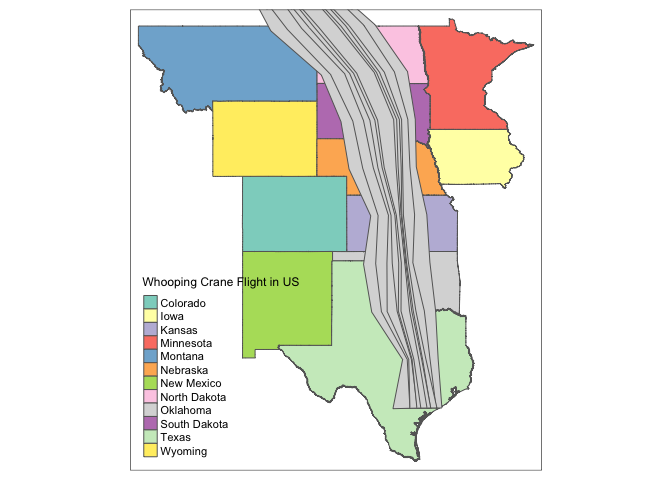 Whooping Crane Flight in US
Colorado
Iowa
Kansas
Minnesota
Montana
Nebraska
New Mexico
North Dakota
Oklahoma
South Dakota
Texas
Wyoming